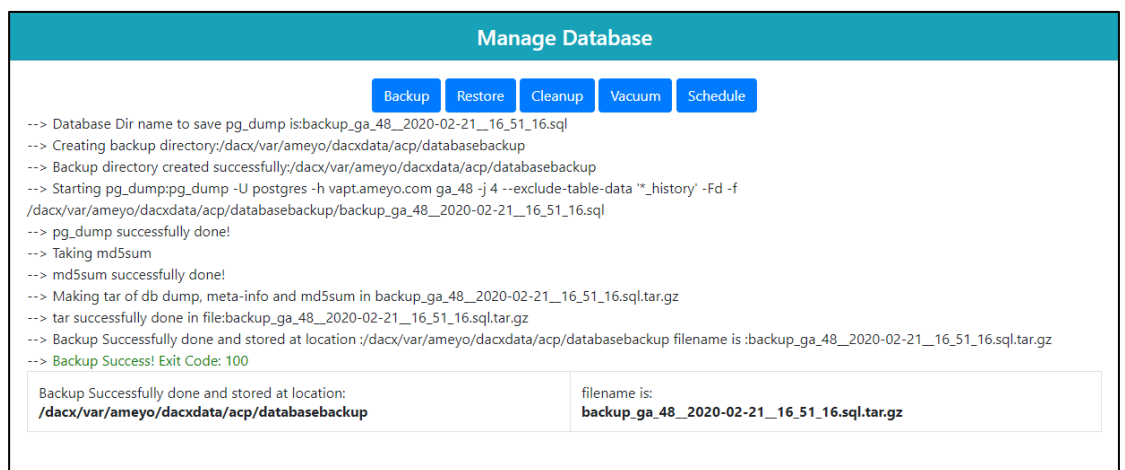 Manage Database
Backup Restore Cleanup Vacuum Schedule
--> Database Dir name to save pg_dump is:backup_ga_48__2020-02-21__16_51_16.sql
--> Creating backup directory:/dacx/var/ameyo/dacxdata/acp/databasebackup
--> Backup directory created successfully:/dacx/var/ameyo/dacxdata/acp/databasebackup
--> Starting pg_dump:pg_dump -U postgres -h vapt.ameyo.com ga_48 -j 4 --exclude-table-data '*_history' -Fd -f
/dacx/var/ameyo/dacxdata/acp/databasebackup/backup_ga_48__2020-02-21__16_51_16.sql
--> pg_dump successfully done!
--> Taking md5sum
--> md5sum successfully done!
--> Making tar of db dump, meta-info and md5sum in backup_ga_48__2020-02-21__16_51_16.sql.tar.gz
--> tar successfully done in file:backup_ga_48__2020-02-21__16_51_16.sql.tar.gz
--> Backup Successfully done and stored at location :/dacx/var/ameyo/dacxdata/acp/databasebackup filename is :backup_ga_48__2020-02-21__16_51_16.sql.tar.gz
--> Backup Success! Exit Code: 100
Backup Successfully done and stored at location:
/dacx/var/ameyo/dacxdata/acp/databasebackup
filename is:
backup_ga_48__2020-02-21__16_51_16.sql.tar.gz